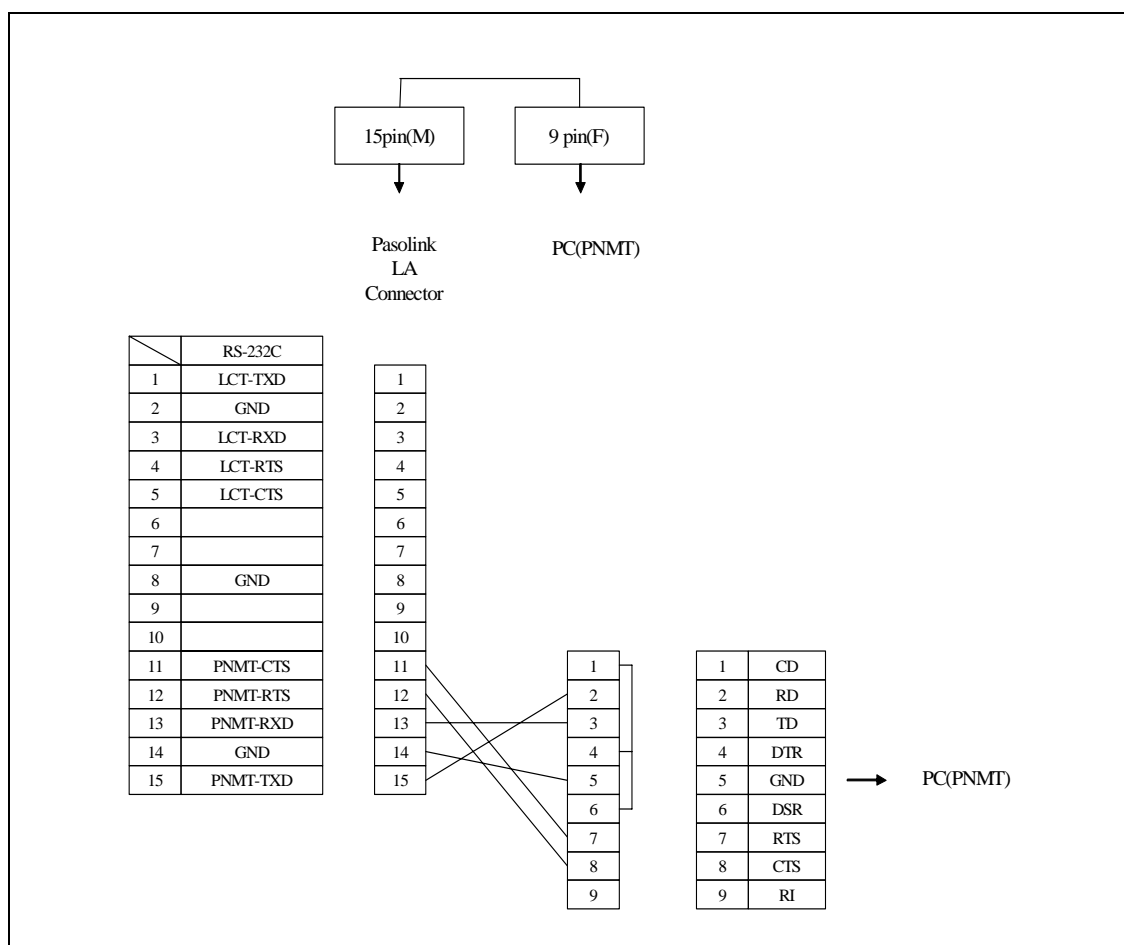 15pin(M) 9 pin(F)
Pasolink
LA
Connector
PC(PNMT)
RS-232C
1 LCT-TXD
2 GND
3 LCT-RXD
4 LCT-RTS
5 LCT-CTS
6
7
8 GND
9
10
11 PNMT-CTS
12 PNMT-RTS
13 PNMT-RXD
14 GND
15 PNMT-TXD
1
2
3
4
5
6
7
8
9
10
11
12
13
14
15
1
2
3
4
5
6
7
8
9
1 CD
2 RD
3 TD
4 DTR
5 GND
6 DSR
7 RTS
8 CTS
9 RI
PC(PNMT)